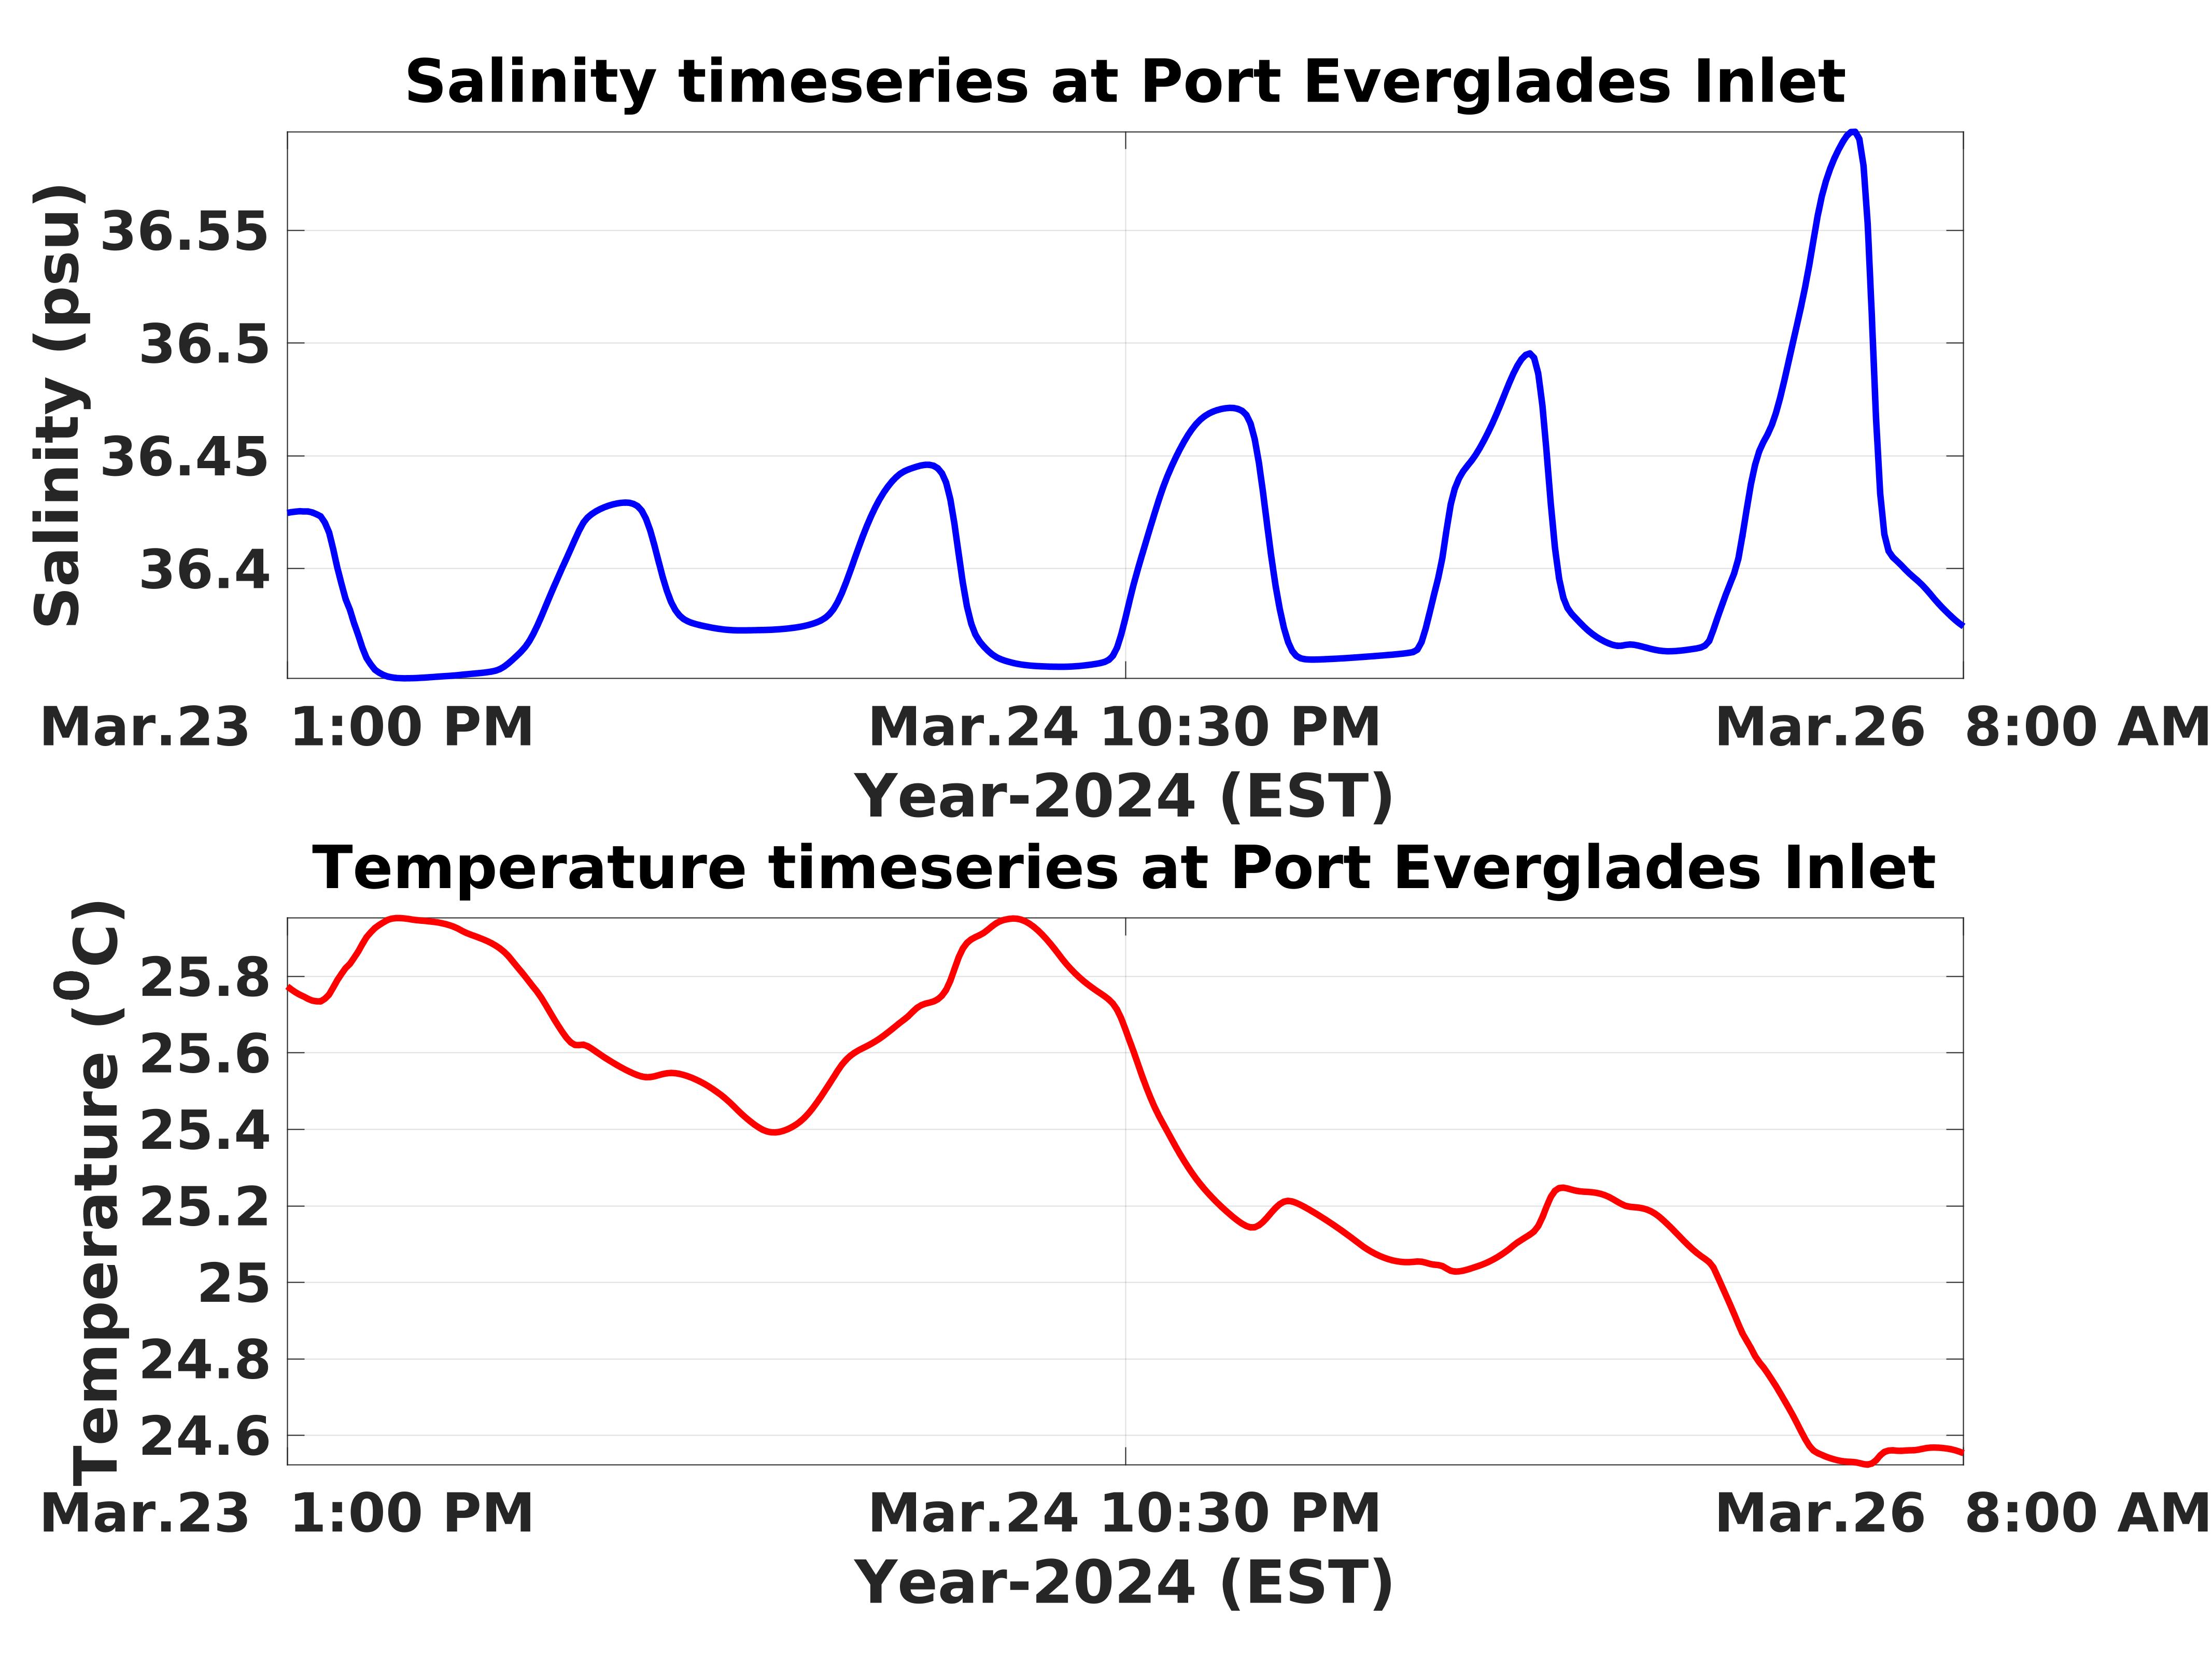 Salinity timeseries at Port Everglades Inlet
Salinity (psu)
36.55
36.5
36.45
36.4
Mar.23 1:00 PM Mar.24 10:30 PM Mar.26 8:00 AM
Year-2024 (EST)
Temperature timeseries at Port Everglades Inlet
Temperature (⁰C)
25.8
25.6
25.4
25.2
25
24.8
24.6
Mar.23 1:00 PM Mar.24 10:30 PM Mar.26 8:00 AM
Year-2024 (EST)